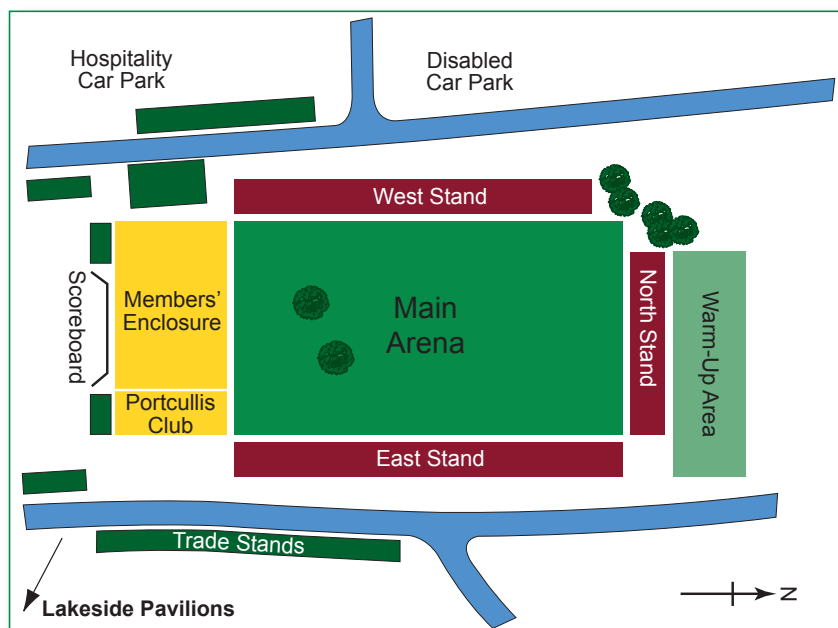 Hospitality
Car Park
Disabled
Car Park
West Stand
Scoreboard
Members’
Enclosure
Main
Arena
North Stand
Warm-Up Area
Portcullis
Club
East Stand
Trade Stands
Lakeside Pavilions
N